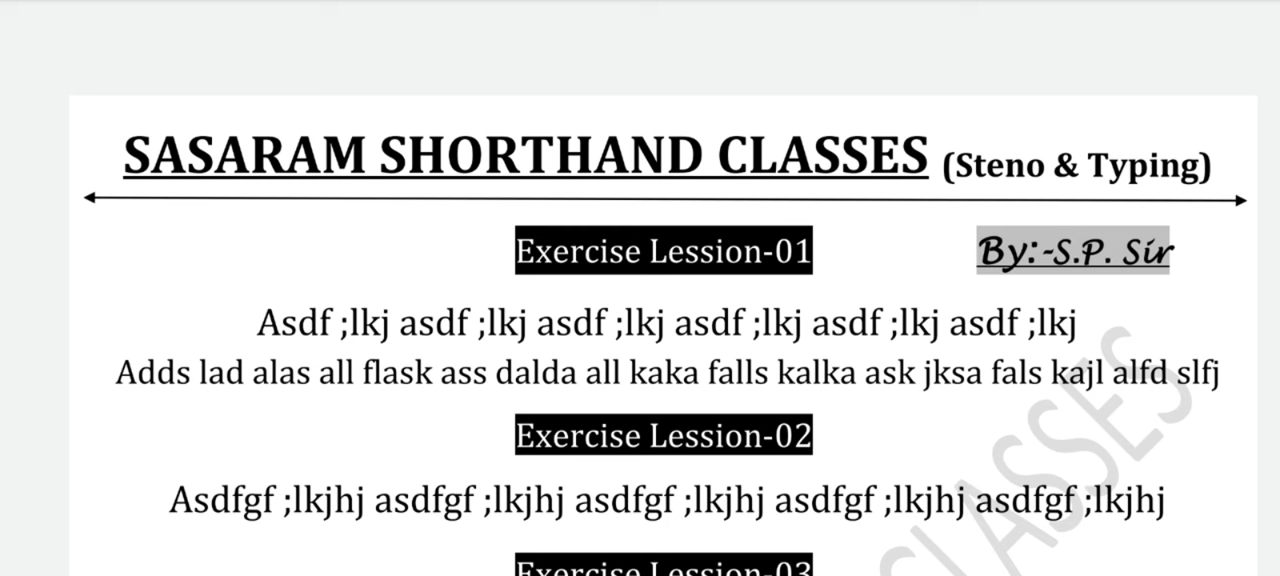 SASARAM SHORTHAND CLASSES (Steno & Typing)
Exercise Lession-01 By:-S.P. Sir
Asdf ;lkj asdf ;lkj asdf ;lkj asdf ;lkj asdf ;lkj asdf ;lkj
Adds lad alas all flask ass dalda all kaka falls kalka ask jksa fals kajl alfd slfj
Exercise Lession-02
Asdfgf ;lkjhj asdfgf ;lkjhj asdfgf ;lkjhj asdfgf ;lkjhj asdfgf ;lkjhj
Exercise Lession-03
CLASSES